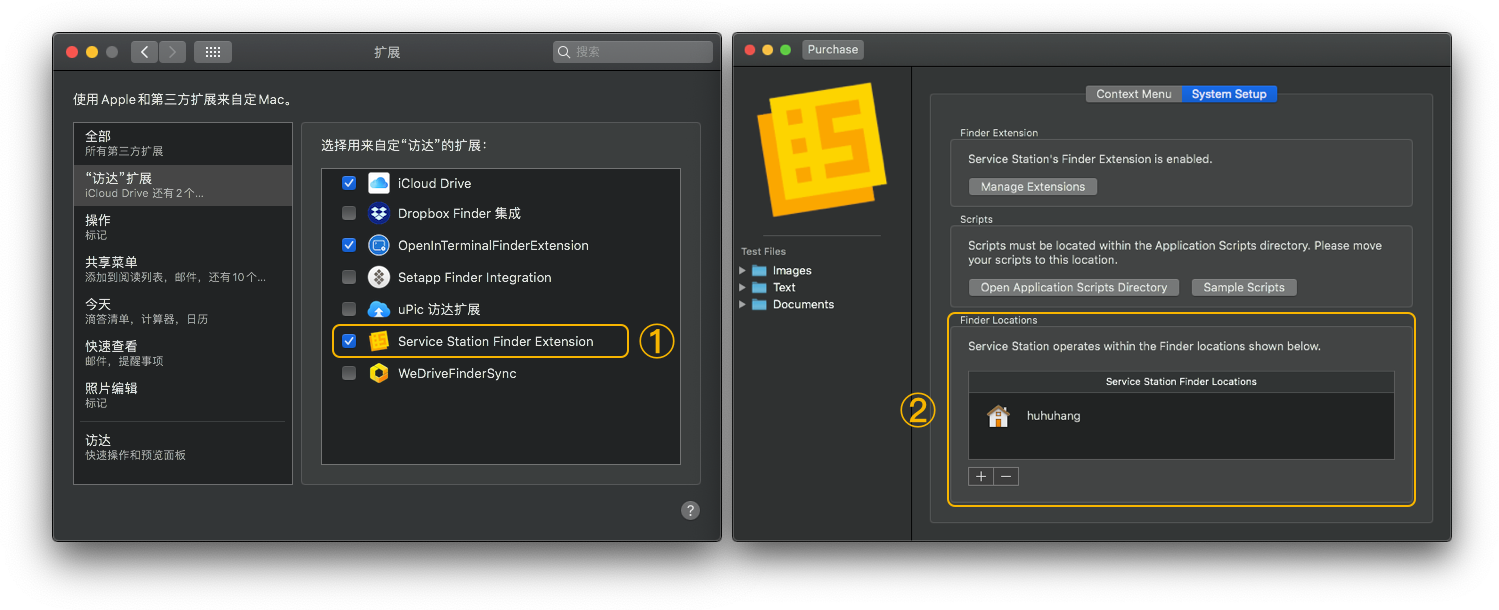 扩展
搜索
使用 Apple 和第三方扩展来自定 Mac。
全部
所有第三方扩展
“访达”扩展
iCloud Drive 还有 2 个...
操作
标记
共享菜单
添加到阅读列表，邮件，还有 10 个...
今天
滴答清单，计算器，日历
快速查看
邮件，提醒事项
照片编辑
标记
访达
快速操作和预览面板
选择用来自定“访达”的扩展：
iCloud Drive
Dropbox Finder 集成
OpenInTerminalFinderExtension
Setapp Finder Integration
uPic 访达扩展
Service Station Finder Extension
①
WeDriveFinderSync
?
Purchase
Test Files
Images
Text
Documents
Context Menu
System Setup
Finder Extension
Service Station's Finder Extension is enabled.
Manage Extensions
Scripts
Scripts must be located within the Application Scripts directory. Please move
your scripts to this location.
Open Application Scripts Directory
Sample Scripts
②
Finder Locations
Service Station operates within the Finder locations shown below.
Service Station Finder Locations
huhuhang
+ −